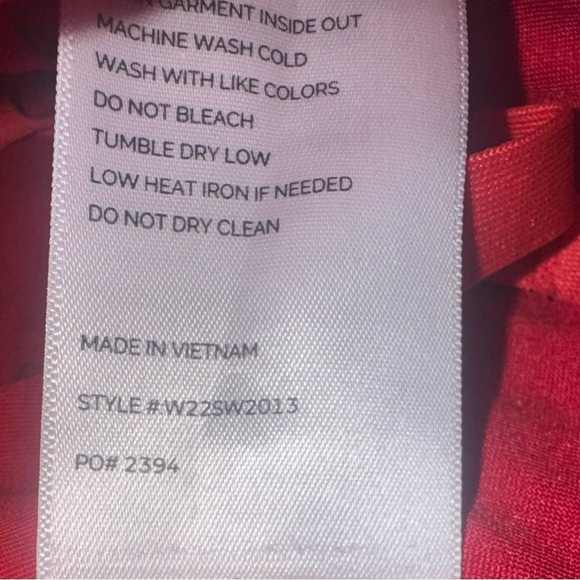 GARMENT INSIDE OUT
MACHINE WASH COLD
WASH WITH LIKE COLORS
DO NOT BLEACH
TUMBLE DRY LOW
LOW HEAT IRON IF NEEDED
DO NOT DRY CLEAN
MADE IN VIETNAM
STYLE #:W22SW2013
PO# 2394